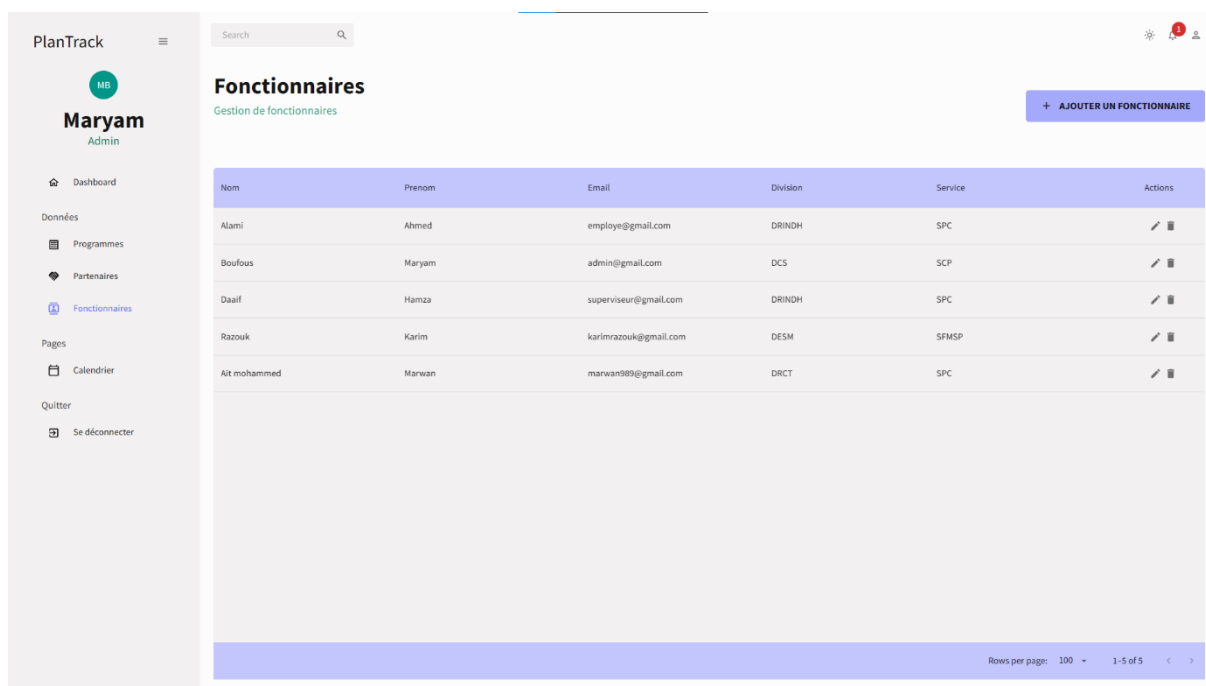 PlanTrack
MB
Maryam
Admin
Dashboard
Données
Programmes
Partenaires
Fonctionnaires
Pages
Calendrier
Quitter
Se déconnecter
Search
1
Fonctionnaires
Gestion de fonctionnaires
+ AJOUTER UN FONCTIONNAIRE
Nom Prenom Email Division Service Actions
Alami Ahmed employe@gmail.com DRINDH SPC
Boufous Maryam admin@gmail.com DCS SCP
Daaif Hamza superviseur@gmail.com DRINDH SPC
Razouk Karim karimrazouk@gmail.com DESM SFMSP
Ait mohammed Marwan marwan989@gmail.com DRCT SPC
Rows per page: 100 1-5 of 5